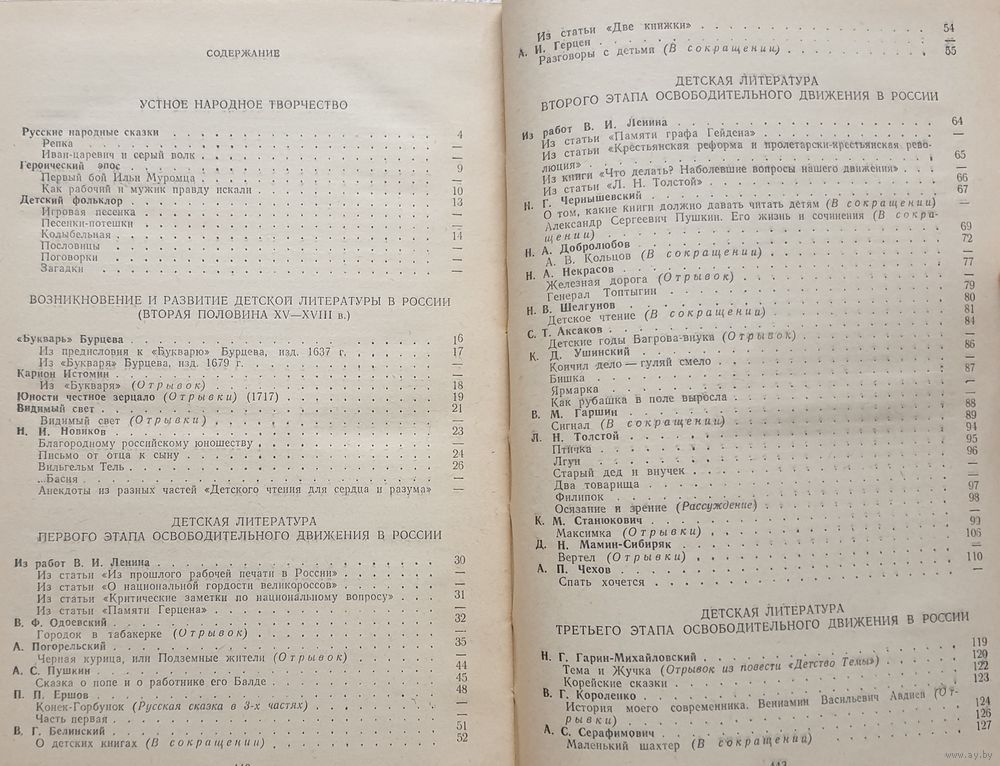 СОДЕРЖАНИЕ
УСТНОЕ НАРОДНОЕ ТВОРЧЕСТВО
Русские народные сказки . . . . . . . . . . 4
Репка . . . . . . . . . . —
Иван-царевич и серый волк . . . . . . . . . . —
Героический эпос . . . . . . . . . . 9
Первый бой Ильи Муромца . . . . . . . . . . —
Как рабочий и мужик правду искали . . . . . . . . . . 10
Детский фольклор . . . . . . . . . . 13
Игровая песенка . . . . . . . . . . —
Песенки-потешки . . . . . . . . . . —
Колыбельная . . . . . . . . . . 14
Пословицы . . . . . . . . . . —
Поговорки . . . . . . . . . . —
Загадки . . . . . . . . . . —
ВОЗНИКНОВЕНИЕ И РАЗВИТИЕ ДЕТСКОЙ ЛИТЕРАТУРЫ В РОССИИ
(ВТОРАЯ ПОЛОВИНА XV—XVIII в.)
«Букварь» Бурцева . . . . . . . . . . 16
Из предисловия к «Букварю» Бурцева, изд. 1637 г. . . . . . . 17
Из «Букваря» Бурцева, изд. 1679 г. . . . . . . . —
Карион Истомин . . . . . . . . . . —
Из «Букваря» (Отрывок) . . . . . . . . . . 18
Юности честное зерцало (Отрывок) (1717) . . . . . . . . 19
Видимый свет . . . . . . . . . . 21
Видимый свет (Отрывки) . . . . . . . . . . —
Н. И. Новиков . . . . . . . . . . 23
Благородному российскому юношеству . . . . . . . . . . —
Письмо от отца к сыну . . . . . . . . . . 24
Вильгельм Тель . . . . . . . . . . 26
...Басня . . . . . . . . . . —
Анекдоты из разных частей «Детского чтения для сердца и разума» —
ДЕТСКАЯ ЛИТЕРАТУРА
ПЕРВОГО ЭТАПА ОСВОБОДИТЕЛЬНОГО ДВИЖЕНИЯ В РОССИИ
Из работ В. И. Ленина . . . . . . . . . . 30
Из статьи «Из прошлого рабочей печати в России» . . . . . . —
Из статьи «О национальной гордости великороссов» . . . . . . —
Из статьи «Критические заметки по национальному вопросу» . . . 31
Из статьи «Памяти Герцена» . . . . . . . . . . —
В. Ф. Одоевский . . . . . . . . . . 32
Городок в табакерке (Отрывок) . . . . . . . . . . —
А. Погорельский . . . . . . . . . . 35
Черная курица, или Подземные жители (Отрывок) . . . . . . —
А. С. Пушкин . . . . . . . . . . 44
Сказка о попе и о работнике его Балде . . . . . . . . 45
П. П. Ершов . . . . . . . . . . 48
Конек-Горбунок (Русская сказка в 3-х частях) . . . . . . —
Часть первая . . . . . . . . . . —
В. Г. Белинский . . . . . . . . . . 51
О детских книгах (В сокращении) . . . . . . . . . . 52
Из статьи «Две книжки» . . . . . . . . . . 54
А. И. Герцен . . . . . . . . . . —
Разговоры с детьми (В сокращении) . . . . . . . . 55
ДЕТСКАЯ ЛИТЕРАТУРА
ВТОРОГО ЭТАПА ОСВОБОДИТЕЛЬНОГО ДВИЖЕНИЯ В РОССИИ
Из работ В. И. Ленина . . . . . . . . . . 64
Из статьи «Памяти графа Гейдена» . . . . . . . . . . —
Из статьи «Крестьянская реформа и пролетарски-крестьянская рево-
люция» . . . . . . . . . . 65
Из книги «Что делать? Наболевшие вопросы нашего движения» . . . —
Из статьи «Л. Н. Толстой» . . . . . . . . . . 66
Н. Г. Чернышевский . . . . . . . . . . 67
О том, какие книги должно давать читать детям (В сокращении) —
Александр Сергеевич Пушкин. Его жизнь и сочинения (В сокра-
щении) . . . . . . . . . . 69
Н. А. Добролюбов . . . . . . . . . . 72
А. В. Кольцов (В сокращении) . . . . . . . . . . —
Н. А. Некрасов . . . . . . . . . . 77
Железная дорога (Отрывок) . . . . . . . . . . —
Генерал Топтыгин . . . . . . . . . . 79
Н. В. Шелгунов . . . . . . . . . . 80
Детское чтение (В сокращении) . . . . . . . . . . 81
С. Т. Аксаков . . . . . . . . . . 84
Детские годы Багрова-внука (Отрывок) . . . . . . . . —
К. Д. Ушинский . . . . . . . . . . 86
Кончил дело — гуляй смело . . . . . . . . . . —
Бишка . . . . . . . . . . 87
Ярмарка . . . . . . . . . . —
Как рубашка в поле выросла . . . . . . . . . . —
В. М. Гаршин . . . . . . . . . . 88
Сигнал (В сокращении) . . . . . . . . . . 89
Л. Н. Толстой . . . . . . . . . . 94
Птичка . . . . . . . . . . 95
Лгун . . . . . . . . . . 96
Старый дед и внучек . . . . . . . . . . —
Два товарища . . . . . . . . . . —
Филипок . . . . . . . . . . 97
Осязание и зрение (Рассуждение) . . . . . . . . . . 98
К. М. Станюкович . . . . . . . . . . —
Максимка (Отрывки) . . . . . . . . . . 99
Д. Н. Мамин-Сибиряк . . . . . . . . . . 106
Вертел (Отрывки) . . . . . . . . . . —
А. П. Чехов . . . . . . . . . . 110
Спать хочется . . . . . . . . . . —
ДЕТСКАЯ ЛИТЕРАТУРА
ТРЕТЬЕГО ЭТАПА ОСВОБОДИТЕЛЬНОГО ДВИЖЕНИЯ В РОССИИ
Н. Г. Гарин-Михайловский . . . . . . . . . . 119
Тема и Жучка (Отрывок из повести «Детство Темы») . . . . 120
Корейские сказки . . . . . . . . . . 122
В. Г. Короленко . . . . . . . . . . 123
История моего современника. Вениамин Васильевич Авдиев (От-
рывки) . . . . . . . . . . 124
А. С. Серафимович . . . . . . . . . . 126
Маленький шахтер (В сокращении) . . . . . . . . . . 127
443
www.ay.by